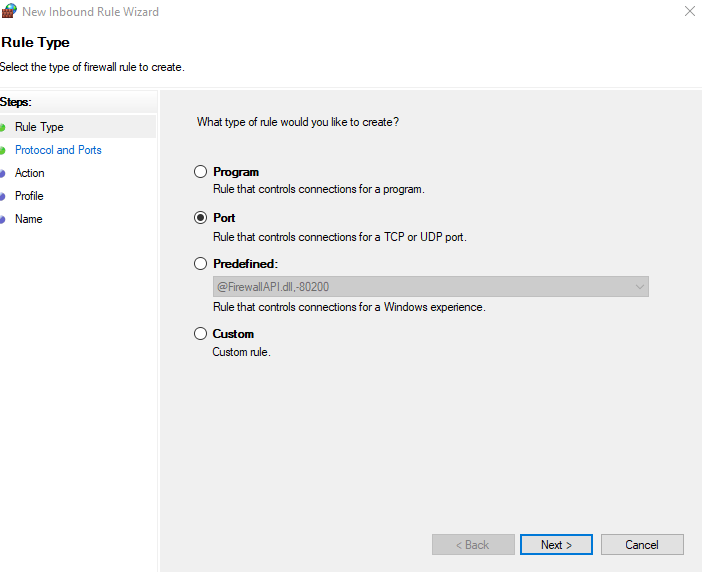 New Inbound Rule Wizard
Rule Type
Select the type of firewall rule to create.
Steps:
Rule Type
Protocol and Ports
Action
Profile
Name
What type of rule would you like to create?
Program
Rule that controls connections for a program.
Port
Rule that controls connections for a TCP or UDP port.
Predefined:
@FirewallAPI.dll,-80200
Rule that controls connections for a Windows experience.
Custom
Custom rule.
< Back
Next >
Cancel